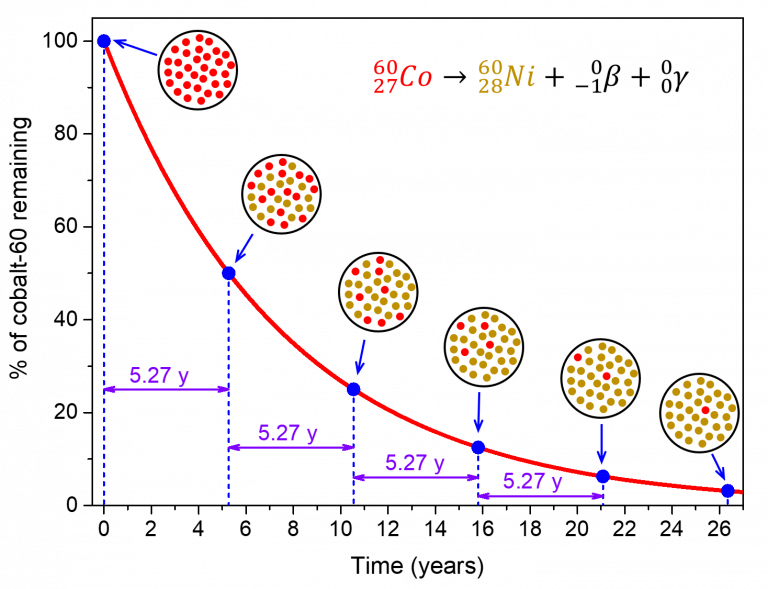 % of cobalt-60 remaining
100
80
60
40
20
0
⁶⁰₂₇Co → ⁶⁰₂₈Ni + ⁰₋₁β + ⁰₀γ
5.27 y
5.27 y
5.27 y
5.27 y
0 2 4 6 8 10 12 14 16 18 20 22 24 26
Time (years)